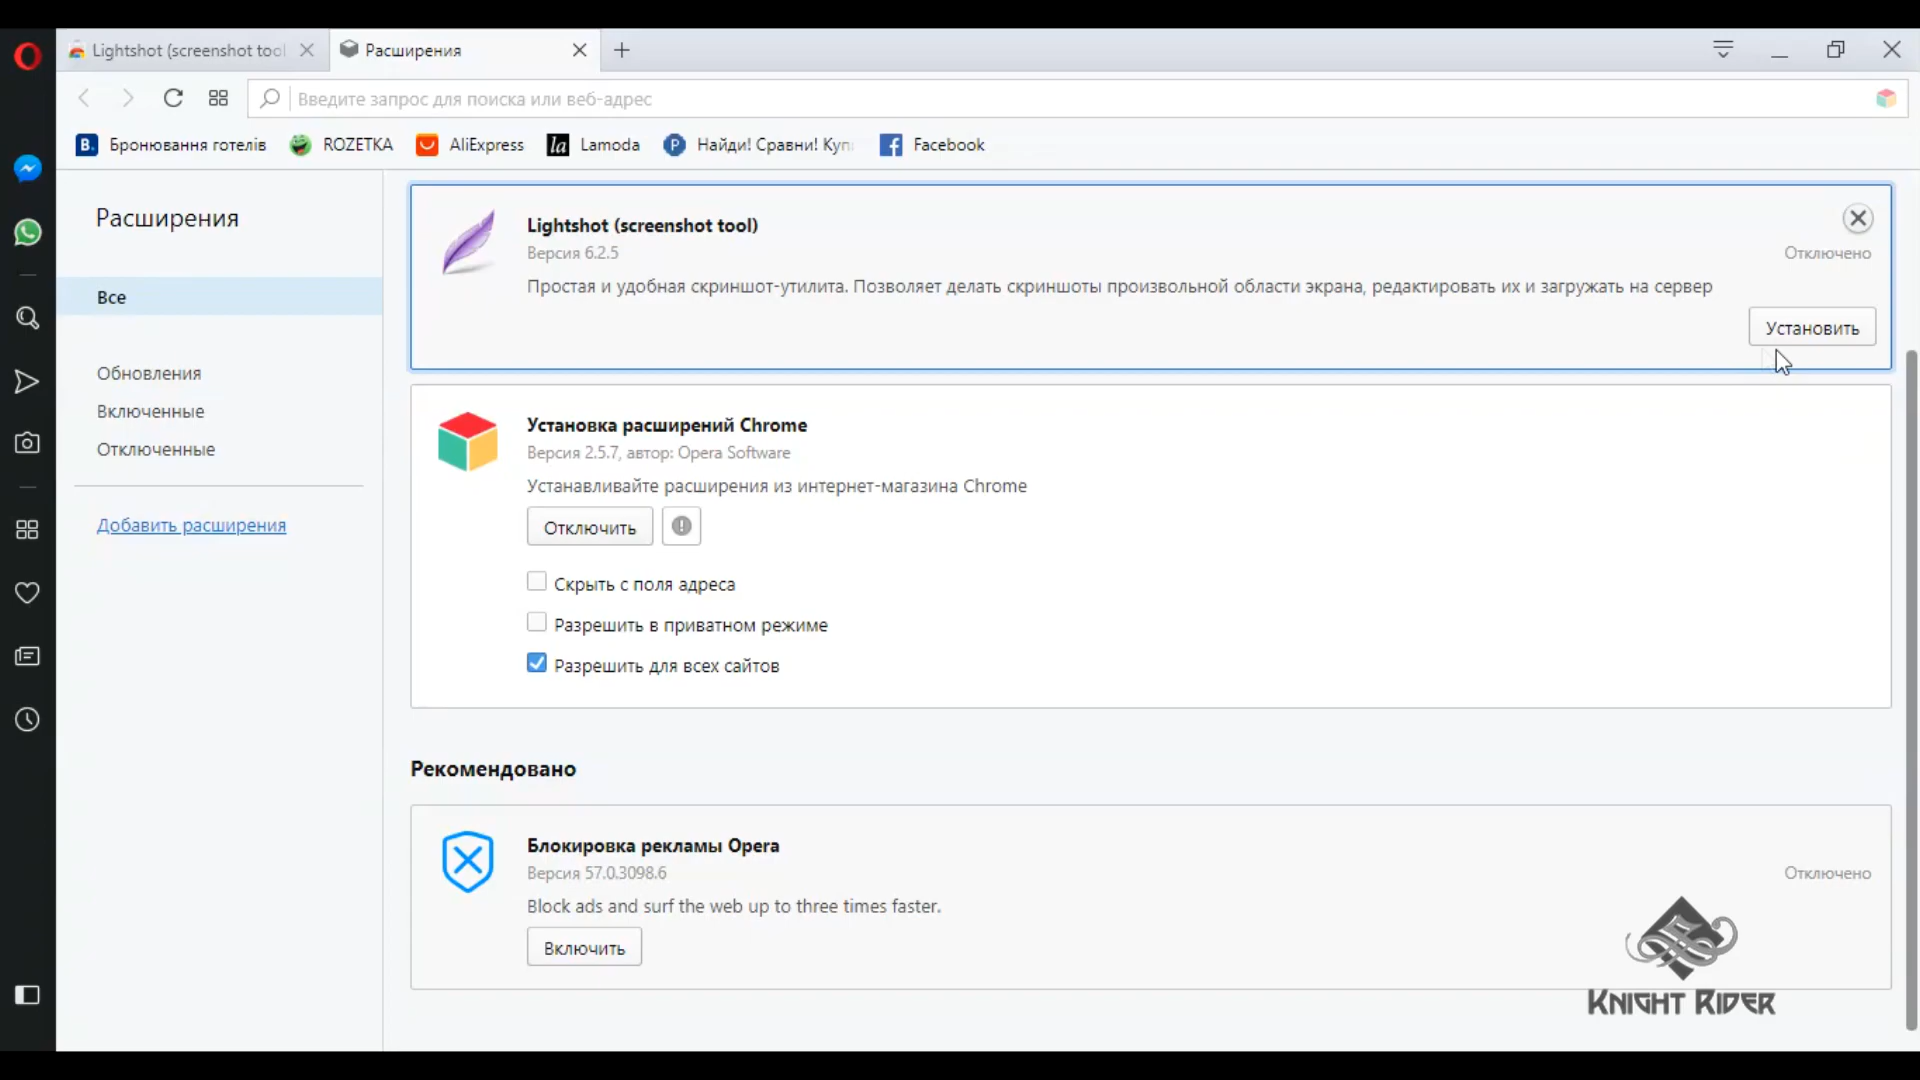 Lightshot (screenshot tool
Расширения
Введите запрос для поиска или веб-адрес
B. Бронювання готелів ROZETKA AliExpress la Lamoda P Найди! Сравни! Куп f Facebook
Расширения
Все
Обновления
Включенные
Отключенные
Добавить расширения
Lightshot (screenshot tool)
Версия 6.2.5
Отключено
Простая и удобная скриншот-утилита. Позволяет делать скриншоты произвольной области экрана, редактировать их и загружать на сервер
Установить
Установка расширений Chrome
Версия 2.5.7, автор: Opera Software
Устанавливайте расширения из интернет-магазина Chrome
Отключить
Скрыть с поля адреса
Разрешить в приватном режиме
Разрешить для всех сайтов
Рекомендовано
Блокировка рекламы Opera
Версия 57.0.3098.6
Отключено
Block ads and surf the web up to three times faster.
Включить
KNIGHT RIDER